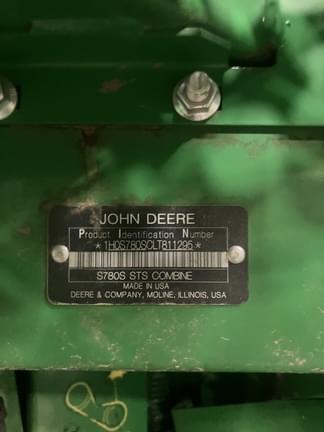 JOHN DEERE
Product Identification Number
*1H0S780SCLT811295*
S780S STS COMBINE
MADE IN USA
DEERE & COMPANY, MOLINE, ILLINOIS, USA